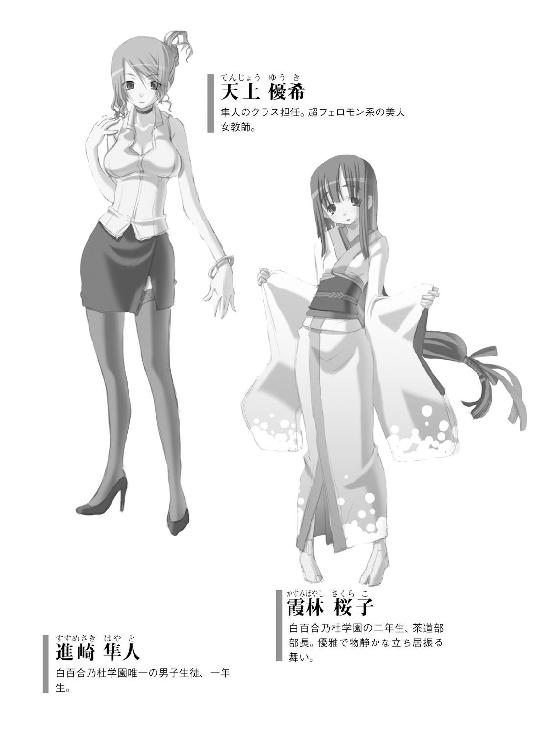 てんじょう ゆうき
天上 優希
隼人のクラス担任。超フェロモン系の美人
女教師。
かすみばやし さくらこ
霞林 桜子
白百合乃杜学園の二年生、茶道部
部長。優雅で物静かな立ち居振る
舞い。
すすめさき はやと
進崎 隼人
白百合乃杜学園唯一の男子生徒、一年
生。